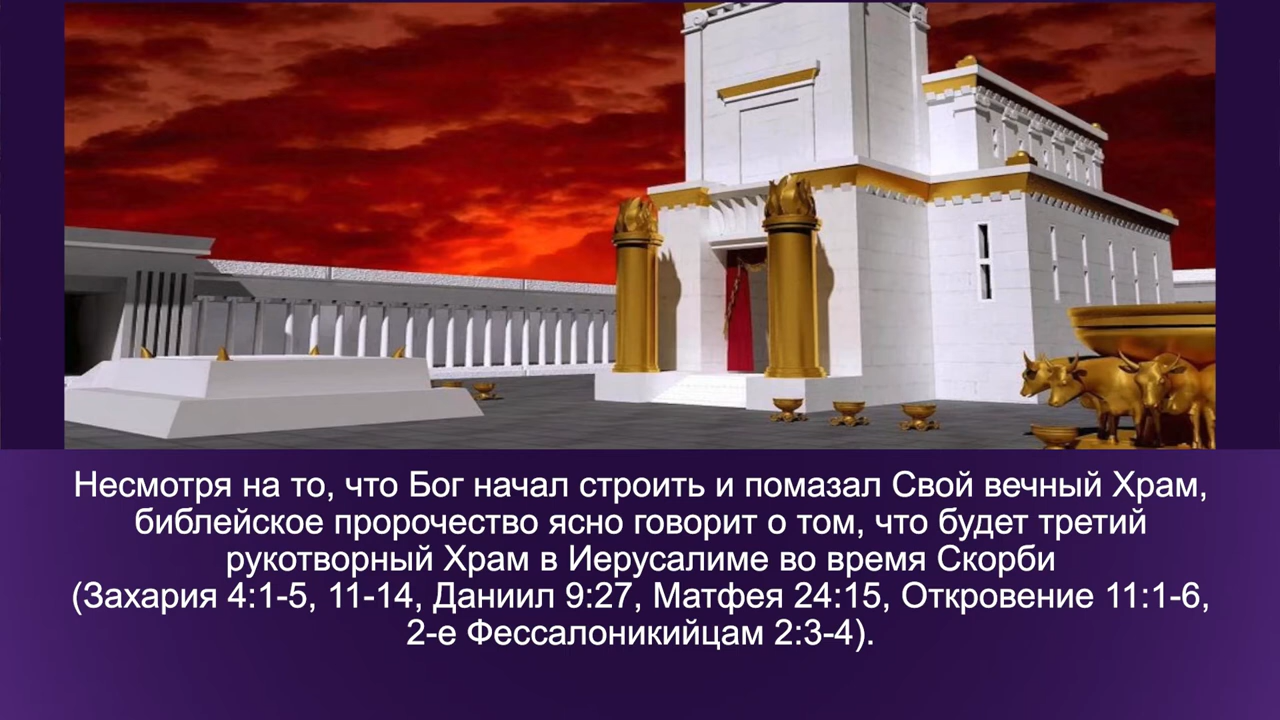 Несмотря на то, что Бог начал строить и помазал Свой вечный Храм,
библейское пророчество ясно говорит о том, что будет третий
рукотворный Храм в Иерусалиме во время Скорби
(Захария 4:1-5, 11-14, Даниил 9:27, Матфея 24:15, Откровение 11:1-6,
2-е Фессалоникийцам 2:3-4).